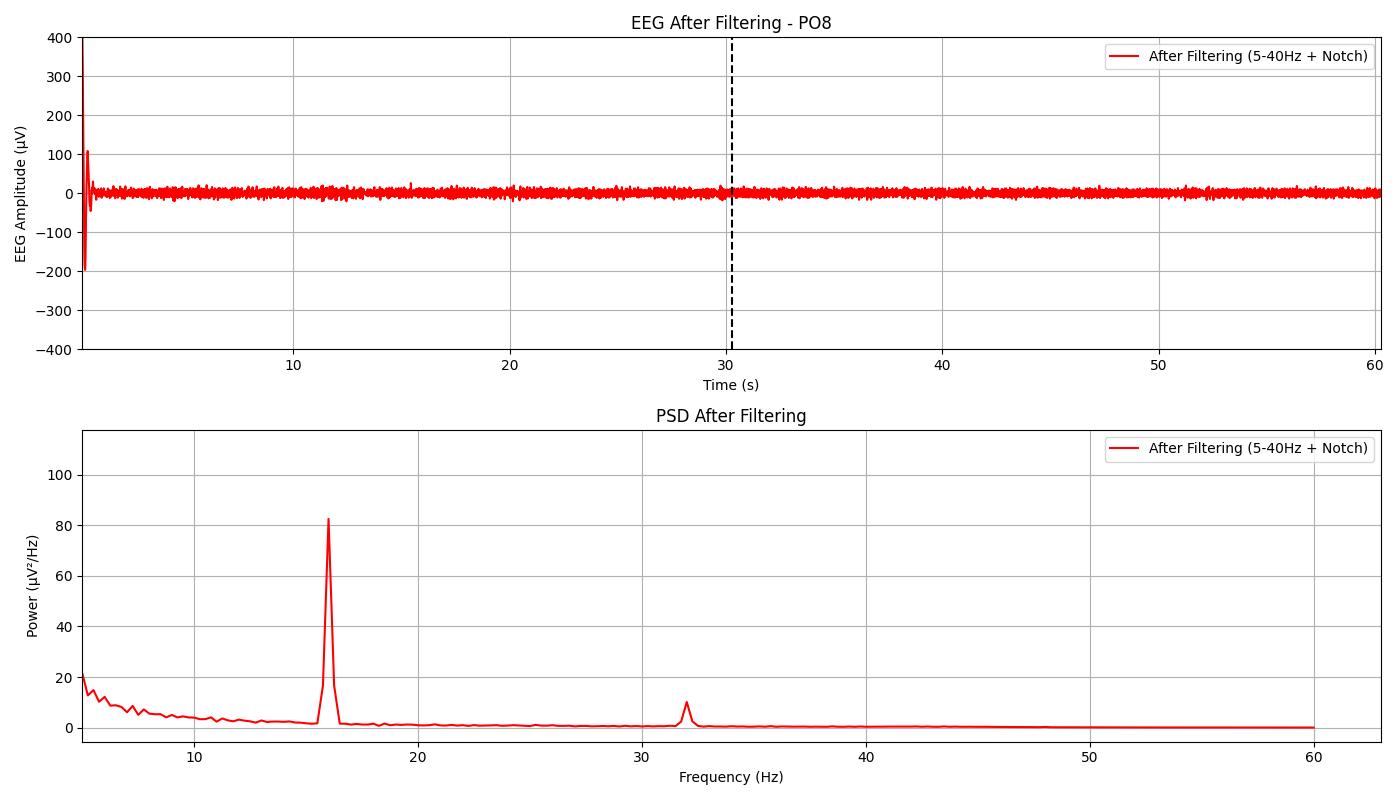 EEG After Filtering - PO8
After Filtering (5-40Hz + Notch)
EEG Amplitude (µV)
400
300
200
100
0
−100
−200
−300
−400
10 20 30 40 50 60
Time (s)
PSD After Filtering
After Filtering (5-40Hz + Notch)
Power (µV²/Hz)
100
80
60
40
20
0
10 20 30 40 50 60
Frequency (Hz)